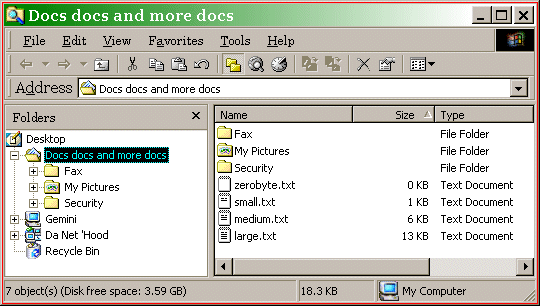 Docs docs and more docs
File Edit View Favorites Tools Help
Address Docs docs and more docs
Folders
Desktop
Docs docs and more docs
Fax
My Pictures
Security
Gemini
Da Net 'Hood
Recycle Bin
Name Size Type
Fax File Folder
My Pictures File Folder
Security File Folder
zerobyte.txt 0 KB Text Document
small.txt 1 KB Text Document
medium.txt 6 KB Text Document
large.txt 13 KB Text Document
7 object(s) (Disk free space: 3.59 GB) 18.3 KB My Computer